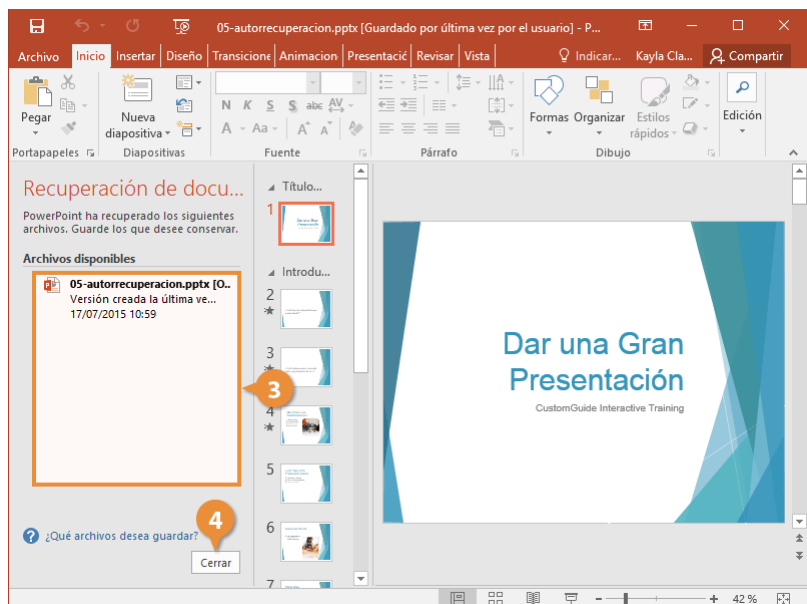 05-autorrecuperacion.pptx [Guardado por última vez por el usuario] - P...
Archivo Inicio Insertar Diseño Transicione Animacion Presentació Revisar Vista Indicar... Kayla Cla... Compartir
Pegar
Nueva diapositiva
N K S S abc AV
A Aa A A
Formas Organizar Estilos rápidos
Edición
Portapapeles Diapositivas Fuente Párrafo Dibujo
Recuperación de docu...
PowerPoint ha recuperado los siguientes
archivos. Guarde los que desee conservar.
Archivos disponibles
05-autorrecuperacion.pptx [O..
Versión creada la última ve...
17/07/2015 10:59
3
¿Qué archivos desea guardar?
4
Cerrar
Título...
1
Introdu...
2
3
4
5
6
7
Dar una Gran
Presentación
CustomGuide Interactive Training
42 %